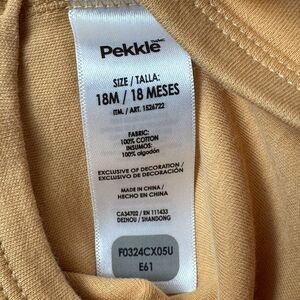 Pekkle
SIZE / TALLA:
18M / 18 MESES
ITM. / ART. 1526722
FABRIC:
100% COTTON
INSUMOS:
100% algodón
EXCLUSIVE OF DECORATION /
EXCLUSIVO DE DECORACIÓN
MADE IN CHINA /
HECHO EN CHINA
CA34702 / RN 111433
DEZHOU / SHANDONG
F0324CX05U
E61